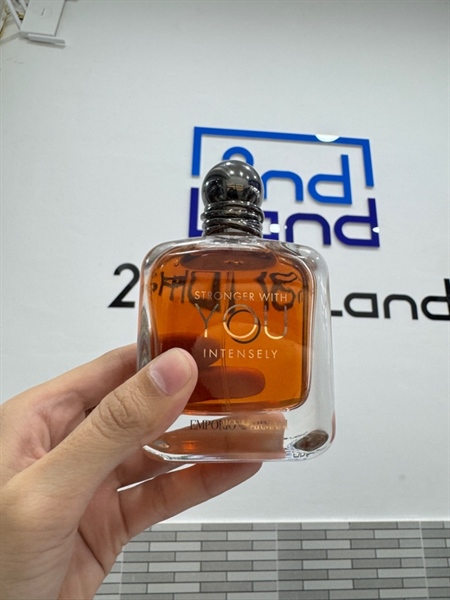 2nd
Land
2 Land
STRONGER WITH
YOU
INTENSELY
EMPORIO ARMANI